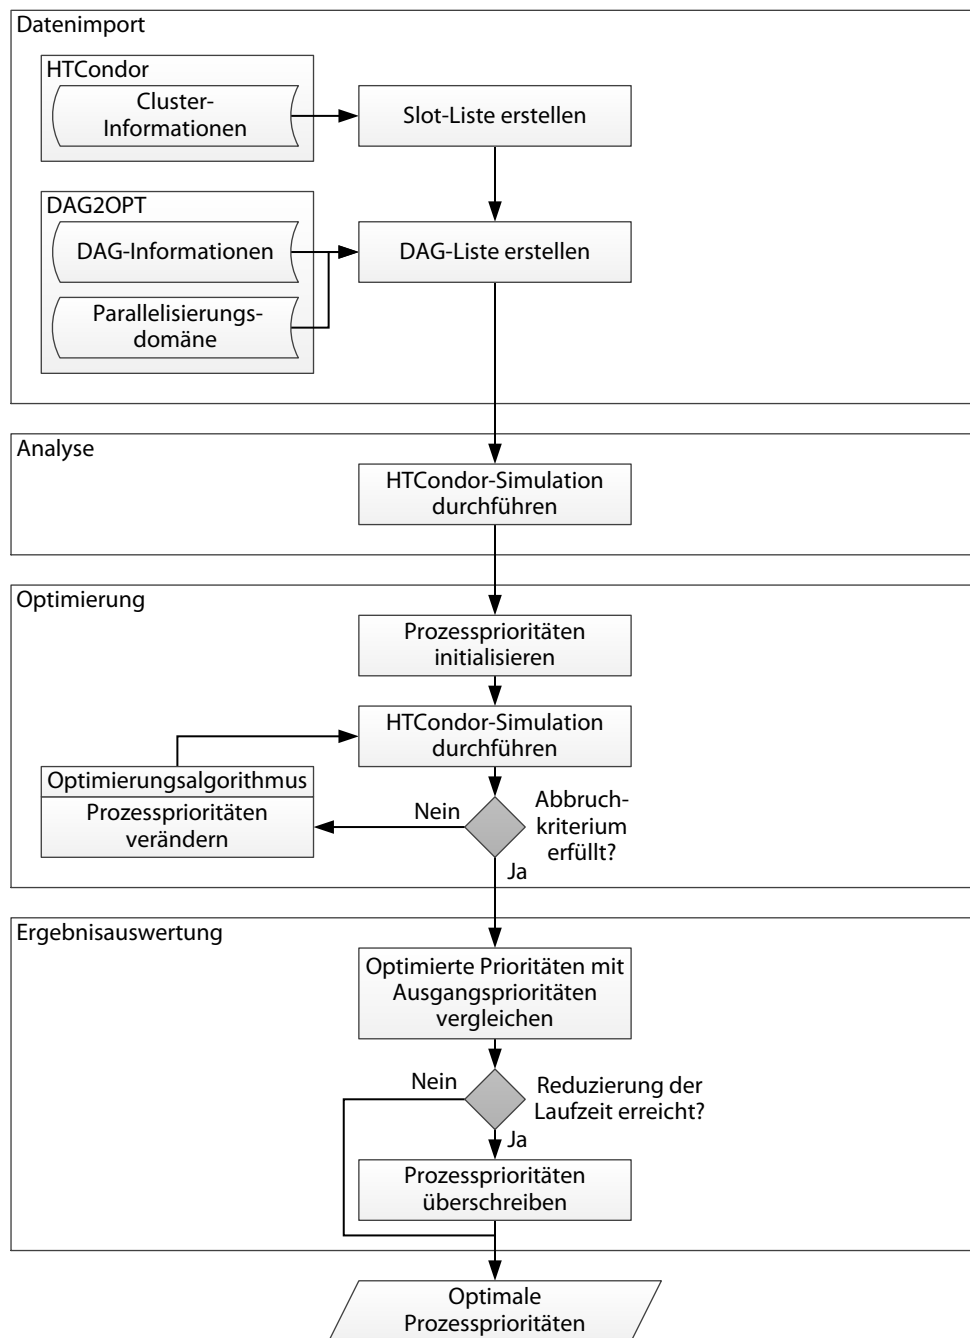 Datenimport
HTCondor
Cluster-
Informationen
Slot-Liste erstellen
DAG2OPT
DAG-Informationen
DAG-Liste erstellen
Parallelisierungs-
domäne
Analyse
HTCondor-Simulation
durchführen
Optimierung
Prozessprioritäten
initialisieren
HTCondor-Simulation
durchführen
Optimierungsalgorithmus
Prozessprioritäten
verändern
Nein
Abbruch-
kriterium
erfüllt?
Ja
Ergebnisauswertung
Optimierte Prioritäten mit
Ausgangsprioritäten
vergleichen
Nein
Reduzierung der
Laufzeit erreicht?
Ja
Prozessprioritäten
überschreiben
Optimale
Prozessprioritäten